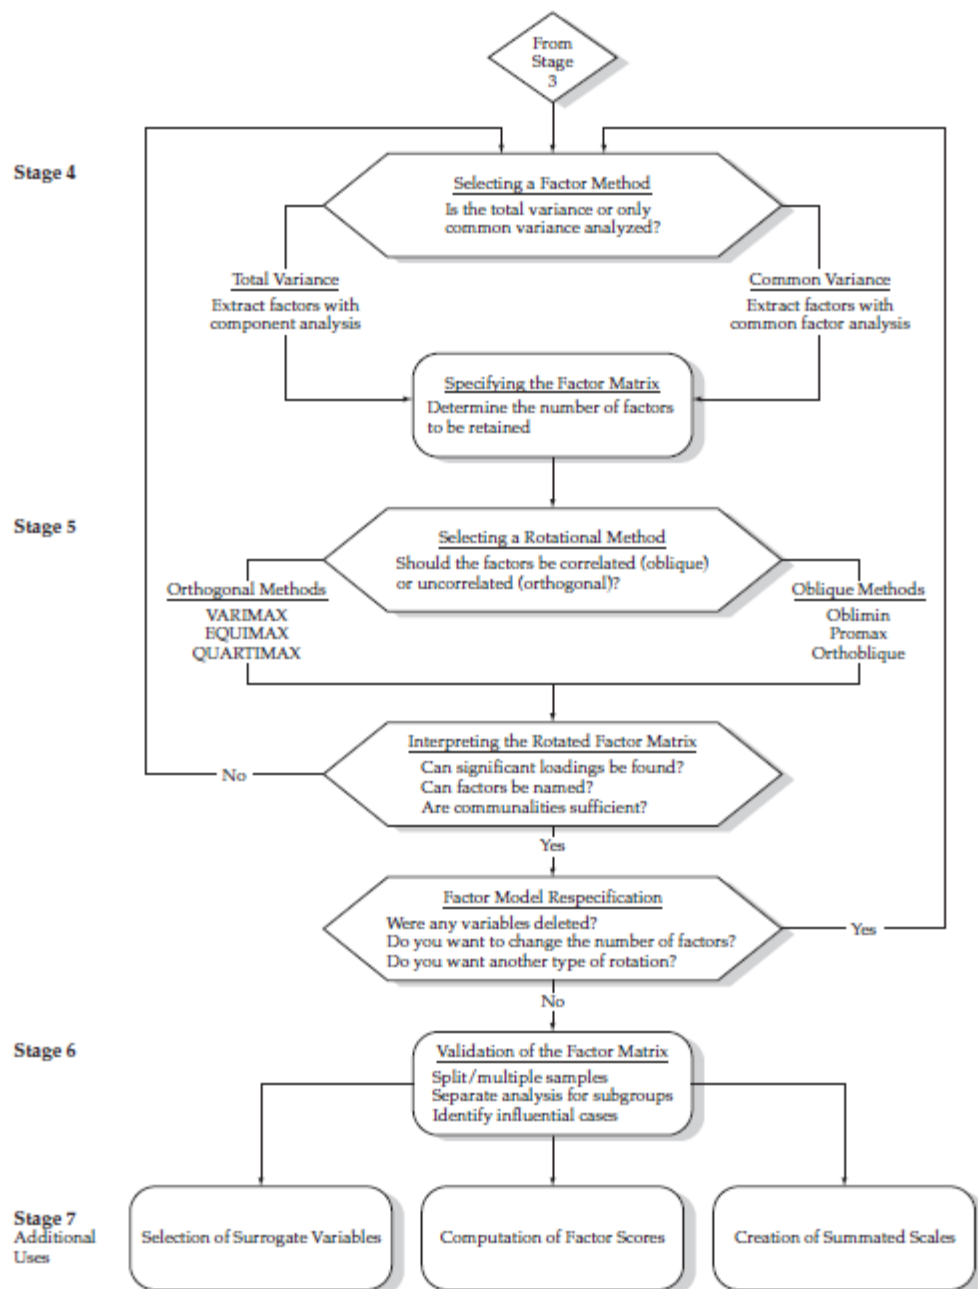 From
Stage
3
Stage 4
Selecting a Factor Method
Is the total variance or only
common variance analyzed?
Total Variance
Extract factors with
component analysis
Common Variance
Extract factors with
common factor analysis
Specifying the Factor Matrix
Determine the number of factors
to be retained
Stage 5
Selecting a Rotational Method
Should the factors be correlated (oblique)
or uncorrelated (orthogonal)?
Orthogonal Methods
VARIMAX
EQUIMAX
QUARTIMAX
Oblique Methods
Oblimin
Promax
Orthoblique
Interpreting the Rotated Factor Matrix
Can significant loadings be found?
Can factors be named?
Are communalities sufficient?
No
Yes
Factor Model Respecification
Were any variables deleted?
Do you want to change the number of factors?
Do you want another type of rotation?
Yes
No
Stage 6
Validation of the Factor Matrix
Split/multiple samples
Separate analysis for subgroups
Identify influential cases
Stage 7
Additional
Uses
Selection of Surrogate Variables
Computation of Factor Scores
Creation of Summated Scales